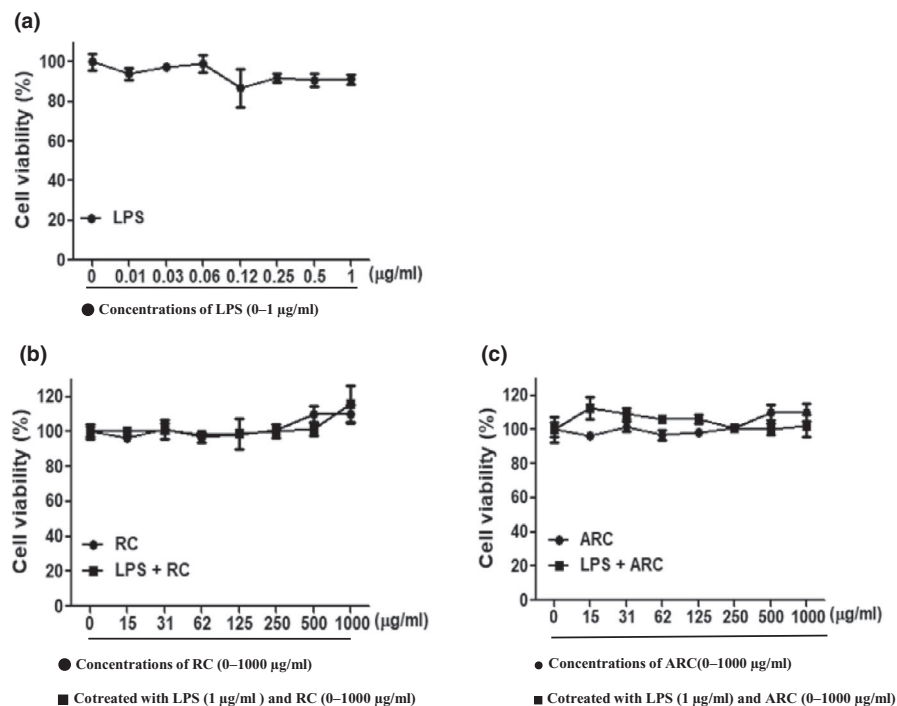 (a)
100
80
60
40
20
0
Cell viability (%)
LPS
0 0.01 0.03 0.06 0.12 0.25 0.5 1 (μg/ml)
● Concentrations of LPS (0–1 μg/ml)
(b)
120
100
80
60
40
20
0
Cell viability (%)
RC
LPS + RC
0 15 31 62 125 250 500 1000 (μg/ml)
● Concentrations of RC (0–1000 μg/ml)
■ Cotreated with LPS (1 μg/ml ) and RC (0–1000 μg/ml)
(c)
120
100
80
60
40
20
0
Cell viability (%)
ARC
LPS + ARC
0 15 31 62 125 250 500 1000 (μg/ml)
● Concentrations of ARC(0–1000 μg/ml)
■ Cotreated with LPS (1 μg/ml) and ARC (0–1000 μg/ml)